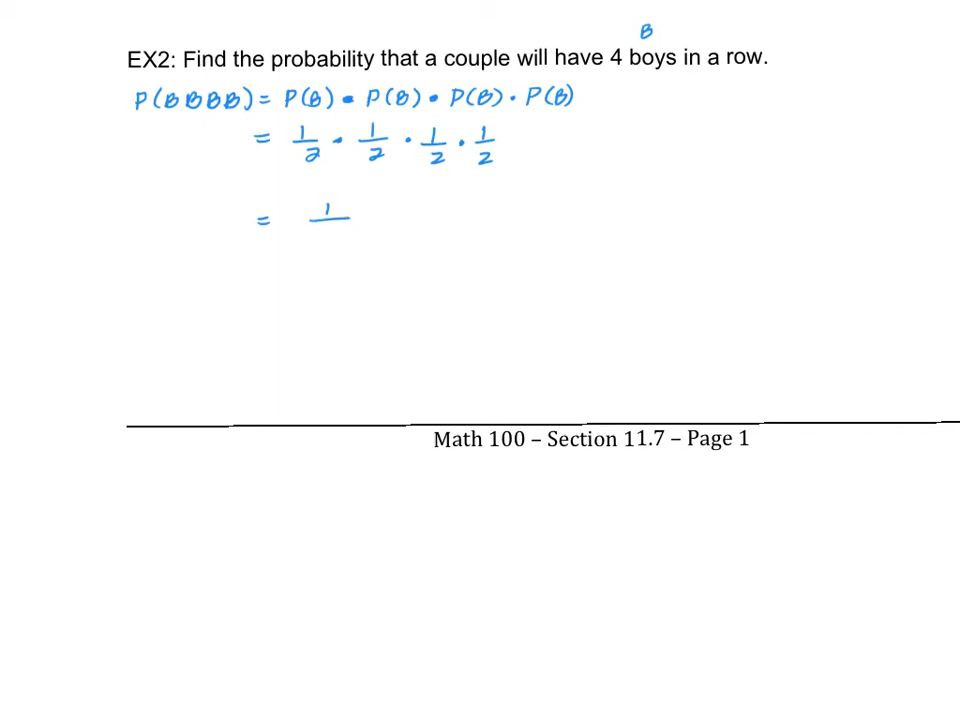 B
EX2: Find the probability that a couple will have 4 boys in a row.
P(BBBB) = P(B) • P(B) • P(B) • P(B)
= 1/2 • 1/2 • 1/2 • 1/2
= 1/
Math 100 – Section 11.7 – Page 1